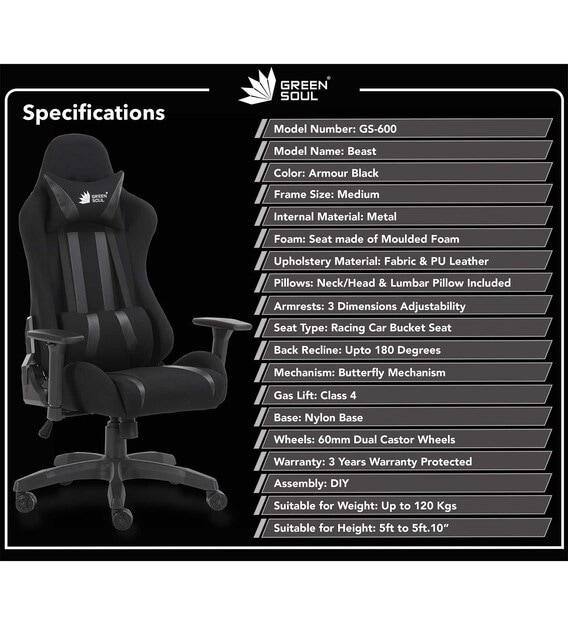 GREEN
SOUL®
Specifications
GREEN
SOUL
Model Number: GS-600
Model Name: Beast
Color: Armour Black
Frame Size: Medium
Internal Material: Metal
Foam: Seat made of Moulded Foam
Upholstery Material: Fabric & PU Leather
Pillows: Neck/Head & Lumbar Pillow Included
Armrests: 3 Dimensions Adjustability
Seat Type: Racing Car Bucket Seat
Back Recline: Upto 180 Degrees
Mechanism: Butterfly Mechanism
Gas Lift: Class 4
Base: Nylon Base
Wheels: 60mm Dual Castor Wheels
Warranty: 3 Years Warranty Protected
Assembly: DIY
Suitable for Weight: Up to 120 Kgs
Suitable for Height: 5ft to 5ft.10”